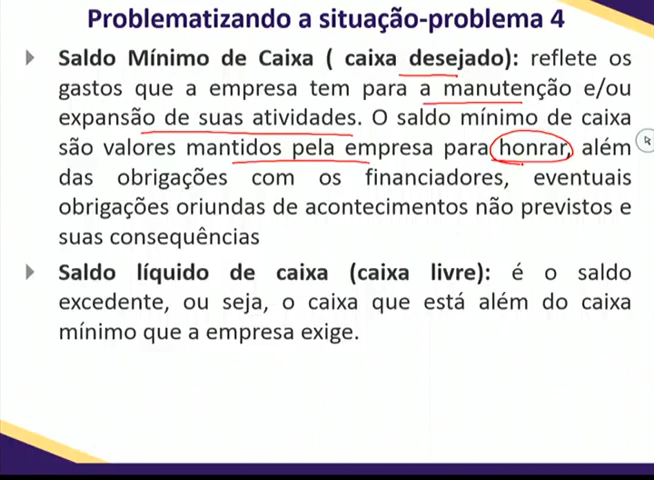 Problematizando a situação-problema 4
Saldo Mínimo de Caixa ( caixa desejado): reflete os
gastos que a empresa tem para a manutenção e/ou
expansão de suas atividades. O saldo mínimo de caixa
são valores mantidos pela empresa para honrar, além
das obrigações com os financiadores, eventuais
obrigações oriundas de acontecimentos não previstos e
suas consequências
Saldo líquido de caixa (caixa livre): é o saldo
excedente, ou seja, o caixa que está além do caixa
mínimo que a empresa exige.